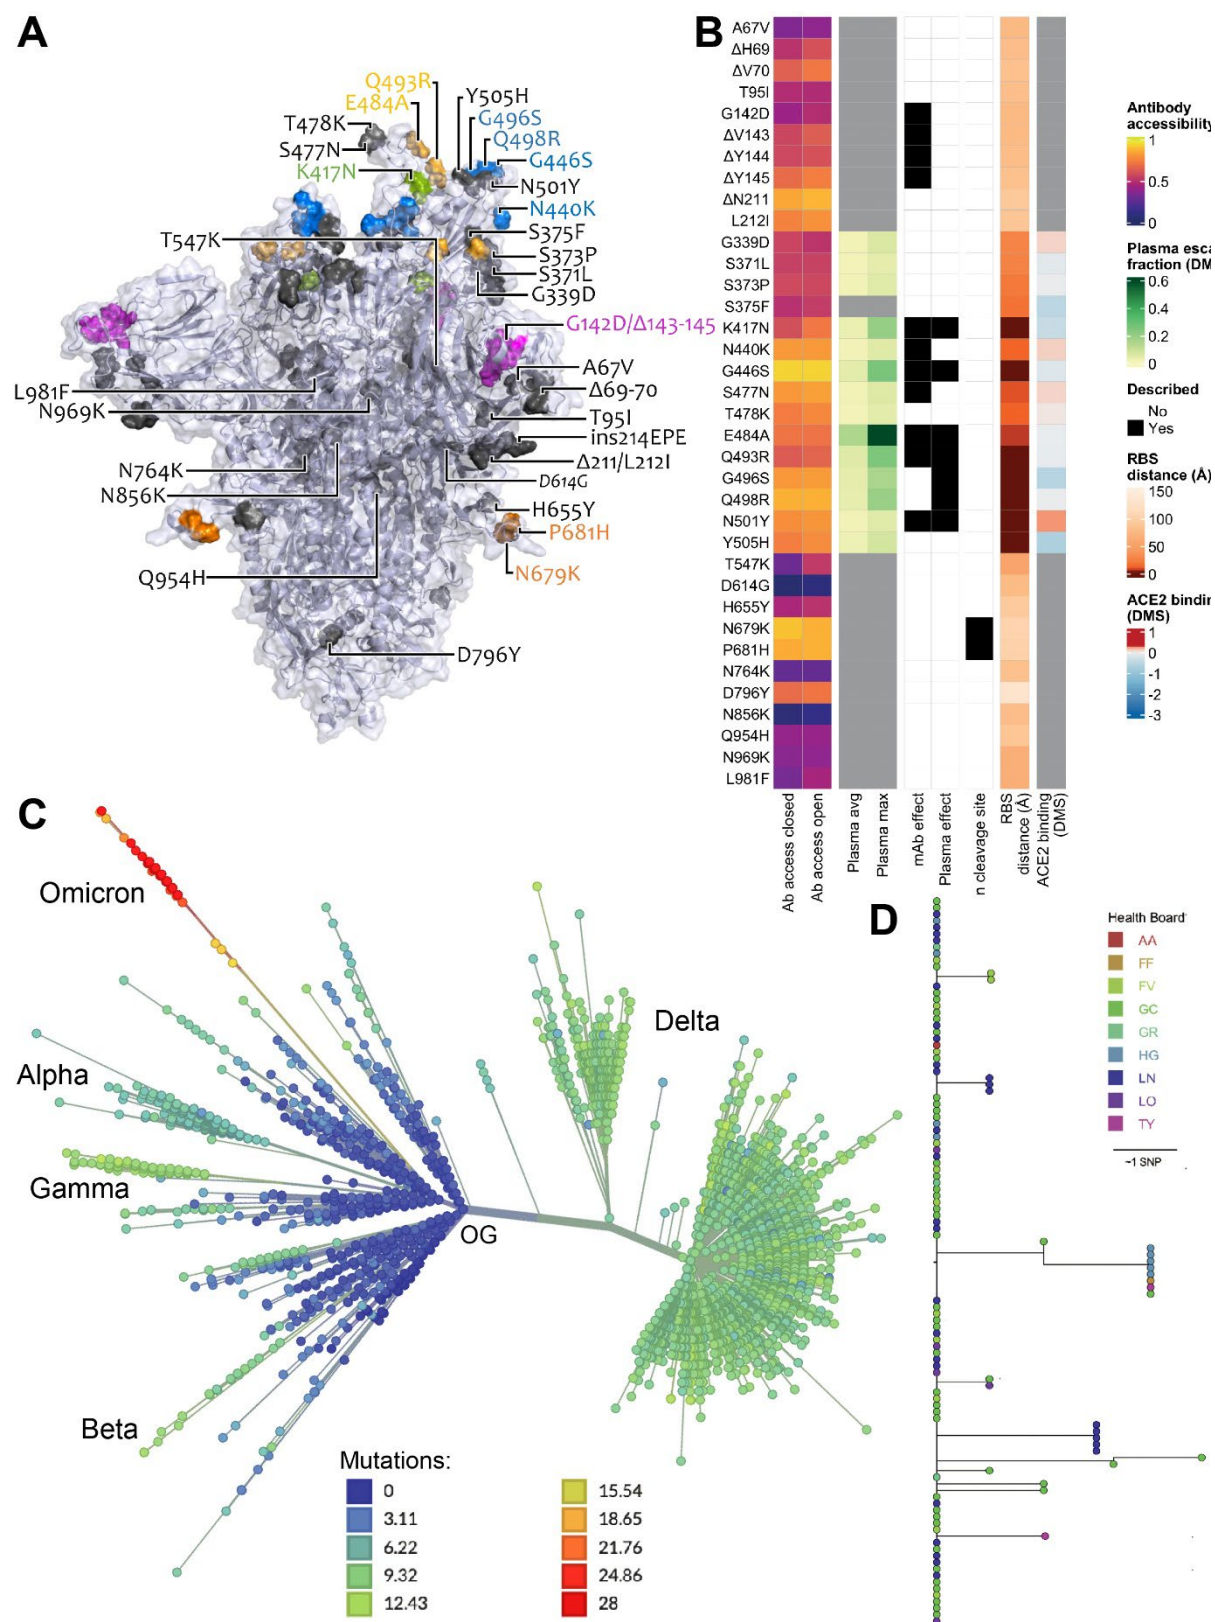 A
Q493R
E484A
Y505H
G496S
T478K
Q498R
S477N
G446S
K417N
N501Y
N440K
T547K
S375F
S373P
S371L
G339D
G142D/Δ143-145
A67V
L981F
Δ69-70
N969K
T95I
ins214EPE
N764K
Δ211/L212I
N856K
D614G
H655Y
P681H
Q954H
N679K
D796Y
B
A67V
ΔH69
ΔV70
T95I
G142D
ΔV143
ΔY144
ΔY145
ΔN211
L212I
G339D
S371L
S373P
S375F
K417N
N440K
G446S
S477N
T478K
E484A
Q493R
G496S
Q498R
N501Y
Y505H
T547K
D614G
H655Y
N679K
P681H
N764K
D796Y
N856K
Q954H
N969K
L981F
Ab access closed
Ab access open
Plasma avg
Plasma max
mAb effect
Plasma effect
n cleavage site
RBS
distance (Å)
ACE2 binding
(DMS)
Antibody
accessibility
1
0.5
0
Plasma esca
fraction (DM
0.6
0.4
0.2
0
Described
No
Yes
RBS
distance (Å)
150
100
50
0
ACE2 bindin
(DMS)
1
0
-1
-2
-3
C
Omicron
Alpha
Gamma
Beta
OG
Delta
Mutations:
0
3.11
6.22
9.32
12.43
15.54
18.65
21.76
24.86
28
D
Health Board
AA
FF
FV
GC
GR
HG
LN
LO
TY
~1 SNP